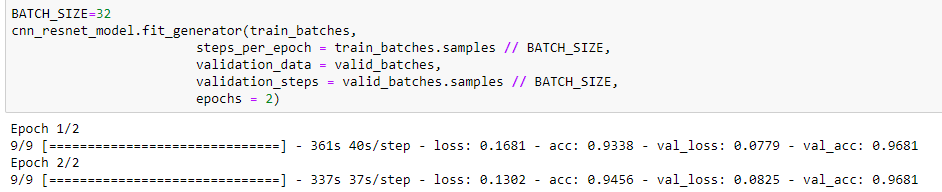 BATCH_SIZE=32
cnn_resnet_model.fit_generator(train_batches,
steps_per_epoch = train_batches.samples // BATCH_SIZE,
validation_data = valid_batches,
validation_steps = valid_batches.samples // BATCH_SIZE,
epochs = 2)
Epoch 1/2
9/9 [==============================] - 361s 40s/step - loss: 0.1681 - acc: 0.9338 - val_loss: 0.0779 - val_acc: 0.9681
Epoch 2/2
9/9 [==============================] - 337s 37s/step - loss: 0.1302 - acc: 0.9456 - val_loss: 0.0825 - val_acc: 0.9681